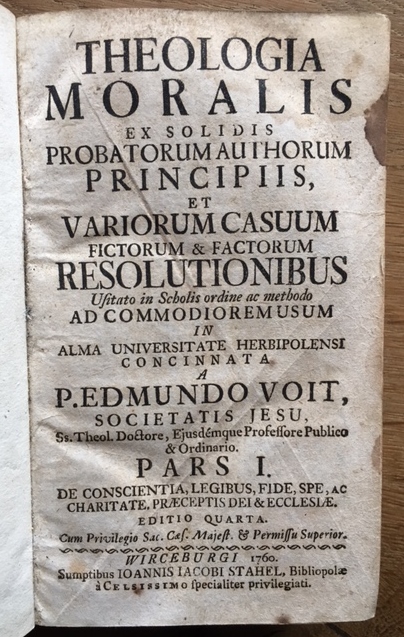 THEOLOGIA
MORALIS
EX SOLIDIS
PROBATORUM AUTHORUM
PRINCIPIIS,
ET
VARIORUM CASUUM
FICTORUM & FACTORUM
RESOLUTIONIBUS
Usitato in Scholis ordine ac methodo
AD COMMODIOREM USUM
IN
ALMA UNIVERSITATE HERBIPOLENSI
CONCINNATA
A
P. EDMUNDO VOIT,
SOCIETATIS JESU,
Ss. Theol. Doctore, Ejusdémque Professore Publico
& Ordinario.
PARS I.
DE CONSCIENTIA, LEGIBUS, FIDE, SPE, AC
CHARITATE, PRÆCEPTIS DEI & ECCLESIÆ.
EDITIO QUARTA.
Cum Privilegio Sac. Cæs. Majest. & Permissu Superior.
WIRCEBURGI 1760.
Sumptibus IOANNIS IACOBI STAHEL, Bibliopolæ
à CELSISSIMO specialiter privilegiati.